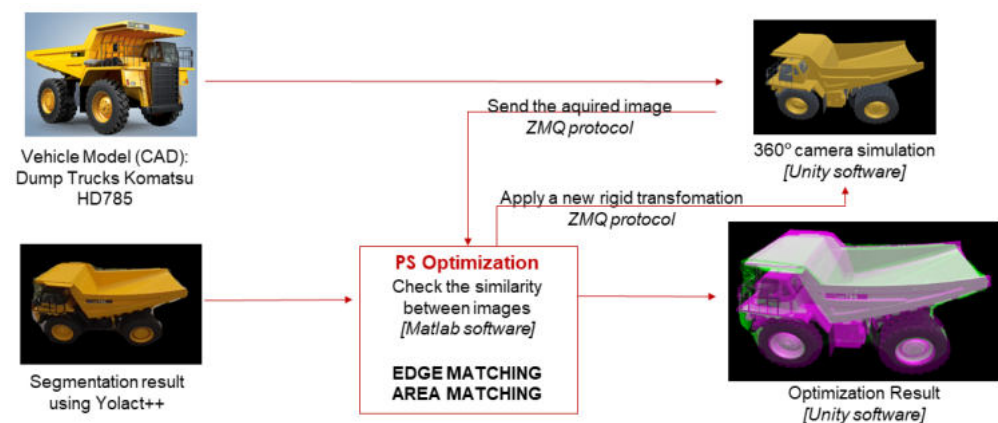 Vehicle Model (CAD):
Dump Trucks Komatsu
HD785
Send the aquired image
ZMQ protocol
360° camera simulation
[Unity software]
Apply a new rigid transfomation
ZMQ protocol
Segmentation result
using Yolact++
PS Optimization
Check the similarity
between images
[Matlab software]
EDGE MATCHING
AREA MATCHING
Optimization Result
[Unity software]